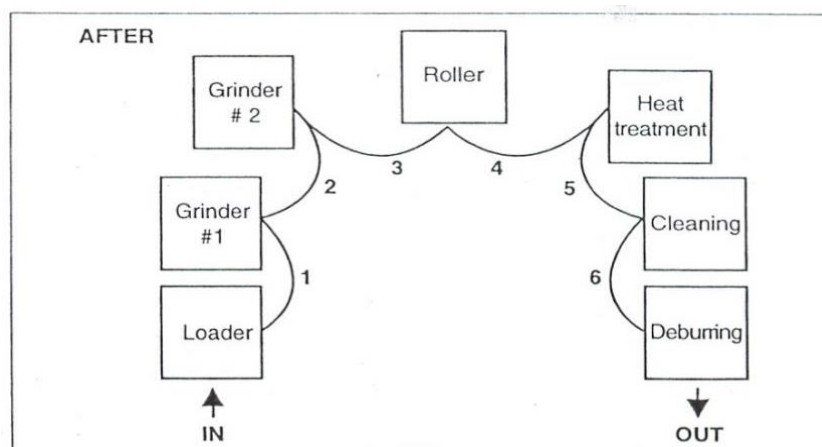 AFTER
Grinder
# 2
Roller
Heat
treatment
2
3
4
5
Grinder
#1
Cleaning
1
6
Loader
Deburring
IN
OUT